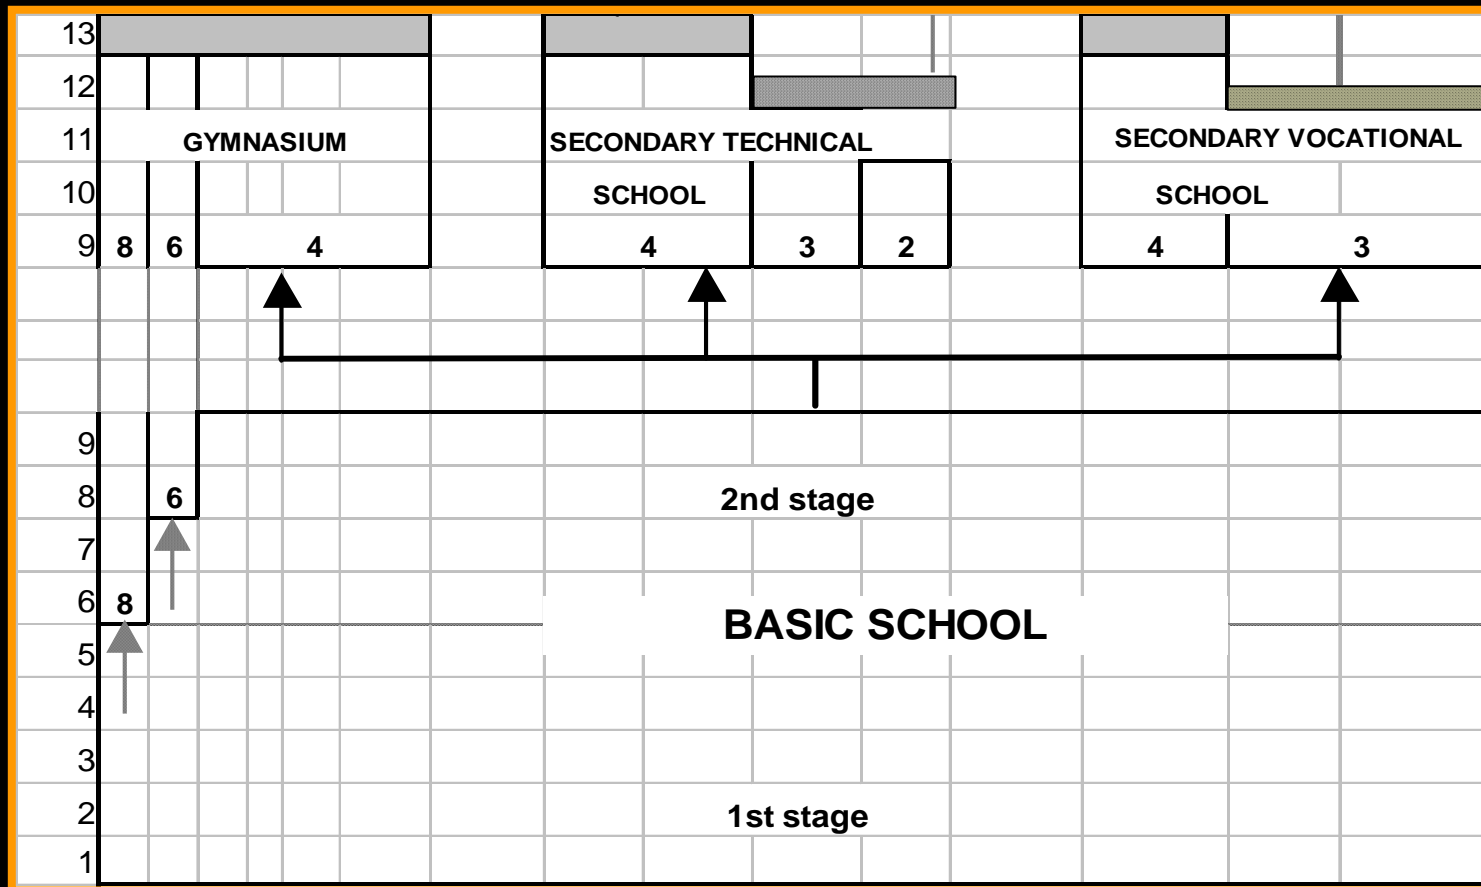 13
12
11 GYMNASIUM SECONDARY TECHNICAL SECONDARY VOCATIONAL
10 SCHOOL SCHOOL
9 8 6 4 4 3 2 4 3
9
8 6 2nd stage
7
6 8
BASIC SCHOOL
5
4
3
2 1st stage
1